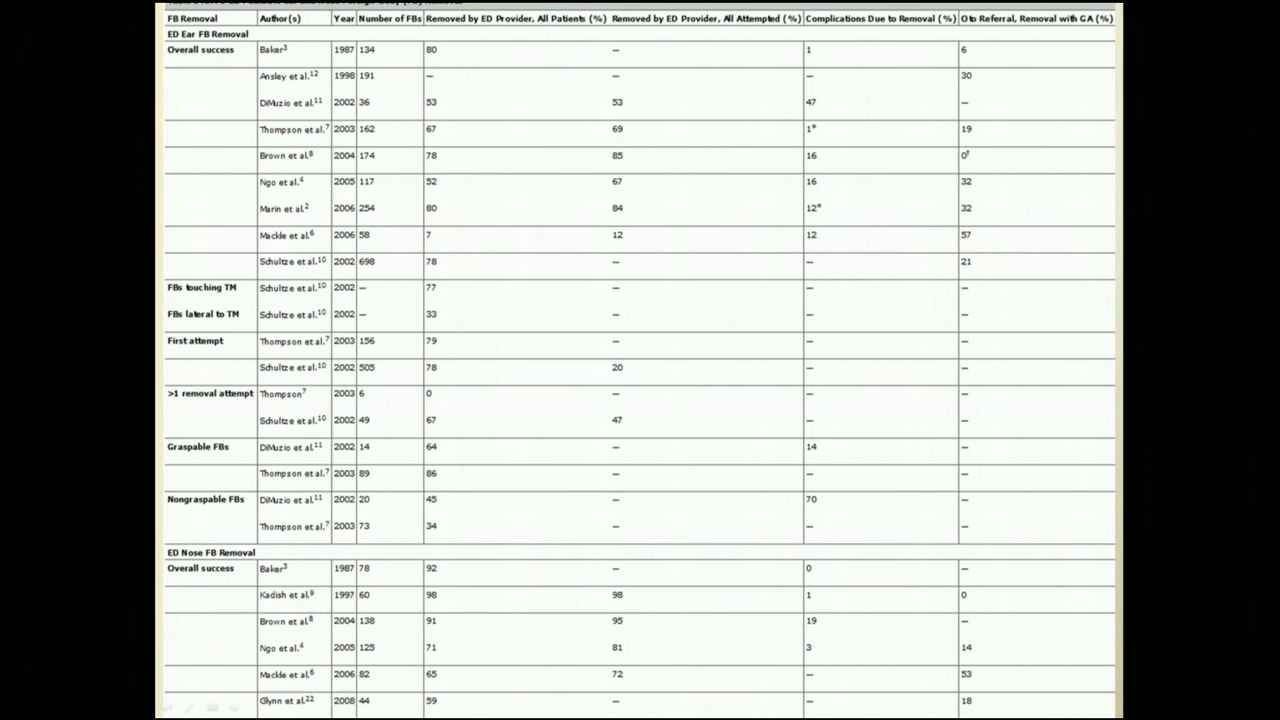 FB Removal Author(s) Year Number of FBs Removed by ED Provider, All Patients (%) Removed by ED Provider, All Attempted (%) Complications Due to Removal (%) Oto Referral, Removal with GA (%)
ED Ear FB Removal
Overall success Baker3 1987 134 80 — 1 6
Ansley et al.12 1998 191 — — — 30
DiMuzio et al.11 2002 36 53 53 47 —
Thompson et al.7 2003 162 67 69 1* 19
Brown et al.8 2004 174 78 85 16 0†
Ngo et al.4 2005 117 52 67 16 32
Marin et al.2 2006 254 80 84 12* 32
Mackle et al.6 2006 58 7 12 12 57
Schultze et al.10 2002 698 78 — — 21
FBs touching TM Schultze et al.10 2002 — 77 — — —
FBs lateral to TM Schultze et al.10 2002 — 33 — — —
First attempt Thompson et al.7 2003 156 79 — — —
Schultze et al.10 2002 505 78 20 — —
>1 removal attempt Thompson7 2003 6 0 — — —
Schultze et al.10 2002 49 67 47 — —
Graspable FBs DiMuzio et al.11 2002 14 64 — 14 —
Thompson et al.7 2003 89 86 — — —
Nongraspable FBs DiMuzio et al.11 2002 20 45 — 70 —
Thompson et al.7 2003 73 34 — — —
ED Nose FB Removal
Overall success Baker3 1987 78 92 — 0 —
Kadish et al.9 1997 60 98 98 1 0
Brown et al.8 2004 138 91 95 19 —
Ngo et al.4 2005 125 71 81 3 14
Mackle et al.6 2006 82 65 72 — 53
Glynn et al.22 2008 44 59 — — 18